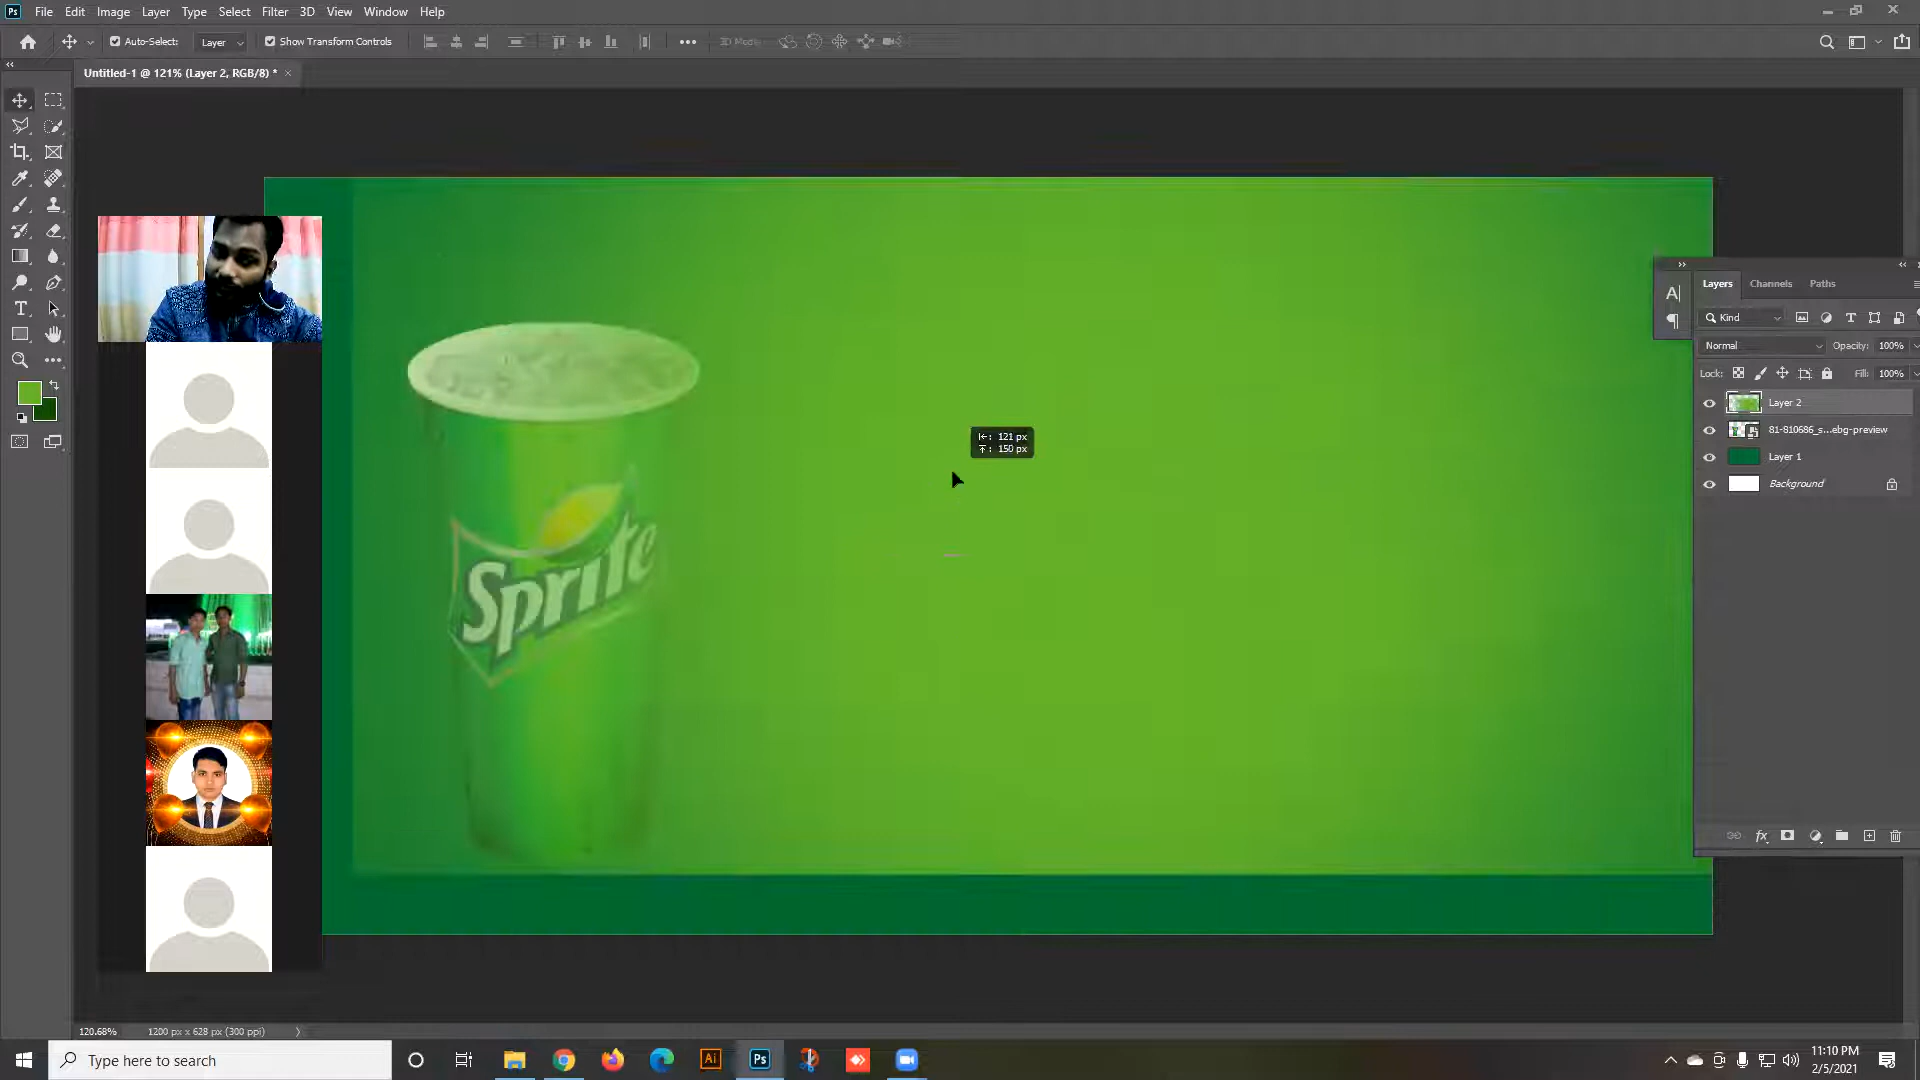 Ps File Edit Image Layer Type Select Filter 3D View Window Help
Auto-Select: Layer Show Transform Controls
Untitled-1 @ 121% (Layer 2, RGB/8) *
Sprite
121 px
150 px
Layers Channels Paths
Kind
Normal Opacity: 100%
Lock: Fill: 100%
Layer 2
81-810686_s...ebg-preview
Layer 1
Background
fx
120.68% 1200 px x 628 px (300 ppi)
Type here to search
Ai
Ps
11:10 PM
2/5/2021